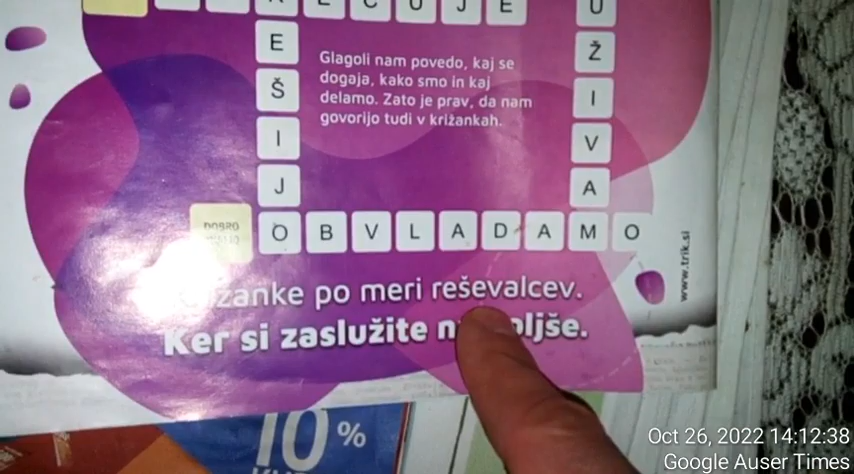 E C U J E
E
Š
I
J
U
Ž
I
V
A
Glagoli nam povedo, kaj se
dogaja, kako smo in kaj
delamo. Zato je prav, da nam
govorijo tudi v križankah.
DOBRO
O B V L A D A M O
www.trik.si
po meri reševalcev.
Ker si zaslužite
10%
Oct 26, 2022 14:12:38
Google Auser Times